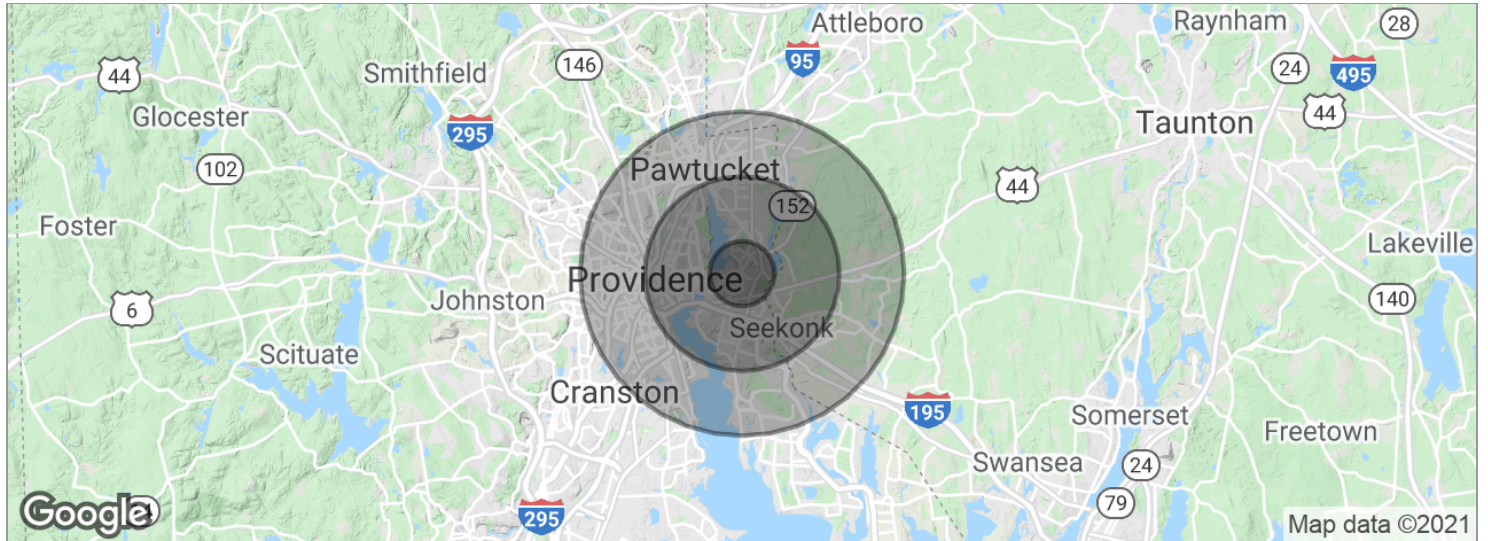 Attleboro
Raynham
28
95
146
24
44
Smithfield
495
Glocester
44
295
Taunton
102
Pawtucket
44
152
Foster
Lakeville
Providence
Johnston
140
6
Seekonk
Scituate
Cranston
195
Somerset
Freetown
Swansea
24
79
Google
295
Map data ©2021